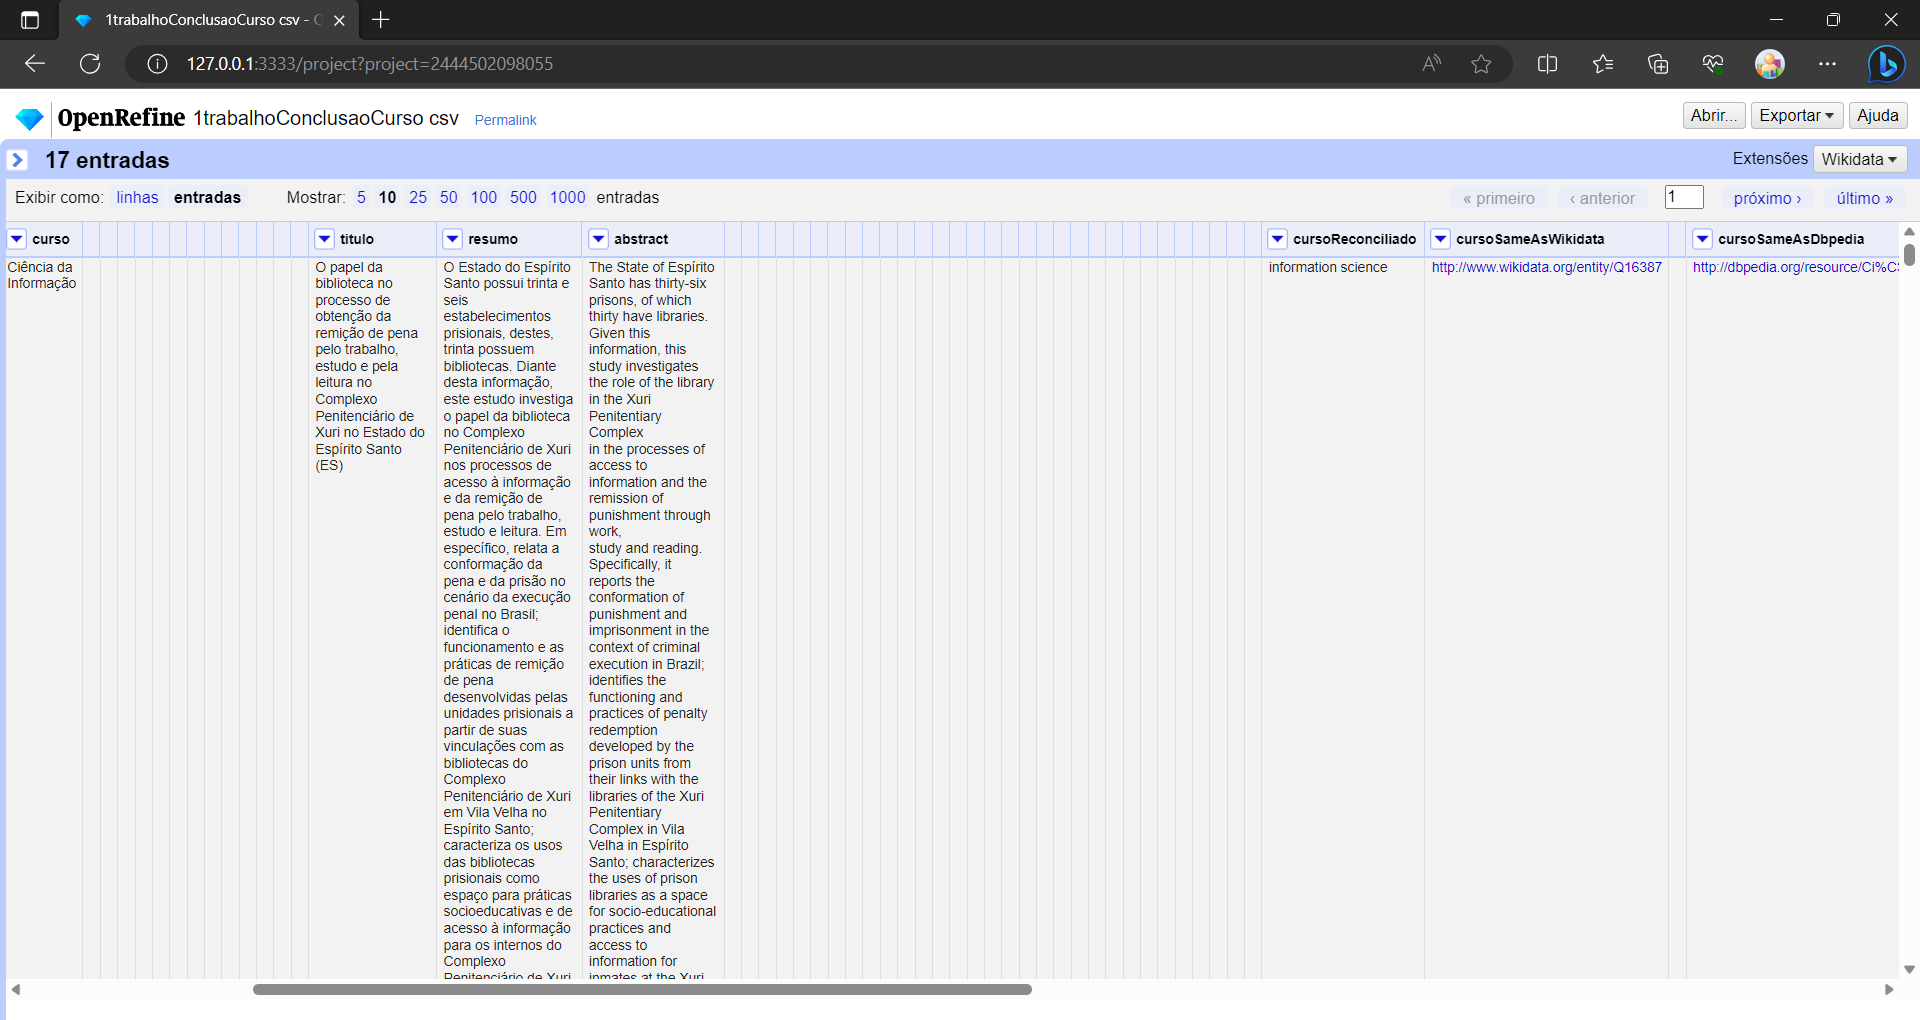 1trabalhoConclusaoCurso csv - O
127.0.0.1:3333/project?project=2444502098055
OpenRefine 1trabalhoConclusaoCurso csv Permalink
Abrir... Exportar Ajuda
17 entradas
Extensões Wikidata
Exibir como: linhas entradas Mostrar: 5 10 25 50 100 500 1000 entradas
« primeiro ‹ anterior 1 próximo › último »
curso titulo resumo abstract cursoReconciliado cursoSameAsWikidata cursoSameAsDbpedia
Ciência da
Informação
O papel da
biblioteca no
processo de
obtenção da
remição de pena
pelo trabalho,
estudo e pela
leitura no
Complexo
Penitenciário de
Xuri no Estado do
Espírito Santo
(ES)
O Estado do Espírito
Santo possui trinta e
seis
estabelecimentos
prisionais, destes,
trinta possuem
bibliotecas. Diante
desta informação,
este estudo investiga
o papel da biblioteca
no Complexo
Penitenciário de Xuri
nos processos de
acesso à informação
e da remição de
pena pelo trabalho,
estudo e leitura. Em
específico, relata a
conformação da
pena e da prisão no
cenário da execução
penal no Brasil;
identifica o
funcionamento e as
práticas de remição
de pena
desenvolvidas pelas
unidades prisionais a
partir de suas
vinculações com as
bibliotecas do
Complexo
Penitenciário de Xuri
em Vila Velha no
Espírito Santo;
caracteriza os usos
das bibliotecas
prisionais como
espaço para práticas
socioeducativas e de
acesso à informação
para os internos do
Complexo
Penitenciário de Xuri
The State of Espírito
Santo has thirty-six
prisons, of which
thirty have libraries.
Given this
information, this
study investigates
the role of the library
in the Xuri
Penitentiary
Complex
in the processes of
access to
information and the
remission of
punishment through
work,
study and reading.
Specifically, it
reports the
conformation of
punishment and
imprisonment in the
context of criminal
execution in Brazil;
identifies the
functioning and
practices of penalty
redemption
developed by the
prison units from
their links with the
libraries of the Xuri
Penitentiary
Complex in Vila
Velha in Espírito
Santo; characterizes
the uses of prison
libraries as a space
for socio-educational
practices and
access to
information for
inmates at the Xuri
information science
http://www.wikidata.org/entity/Q16387
http://dbpedia.org/resource/Ci%C3